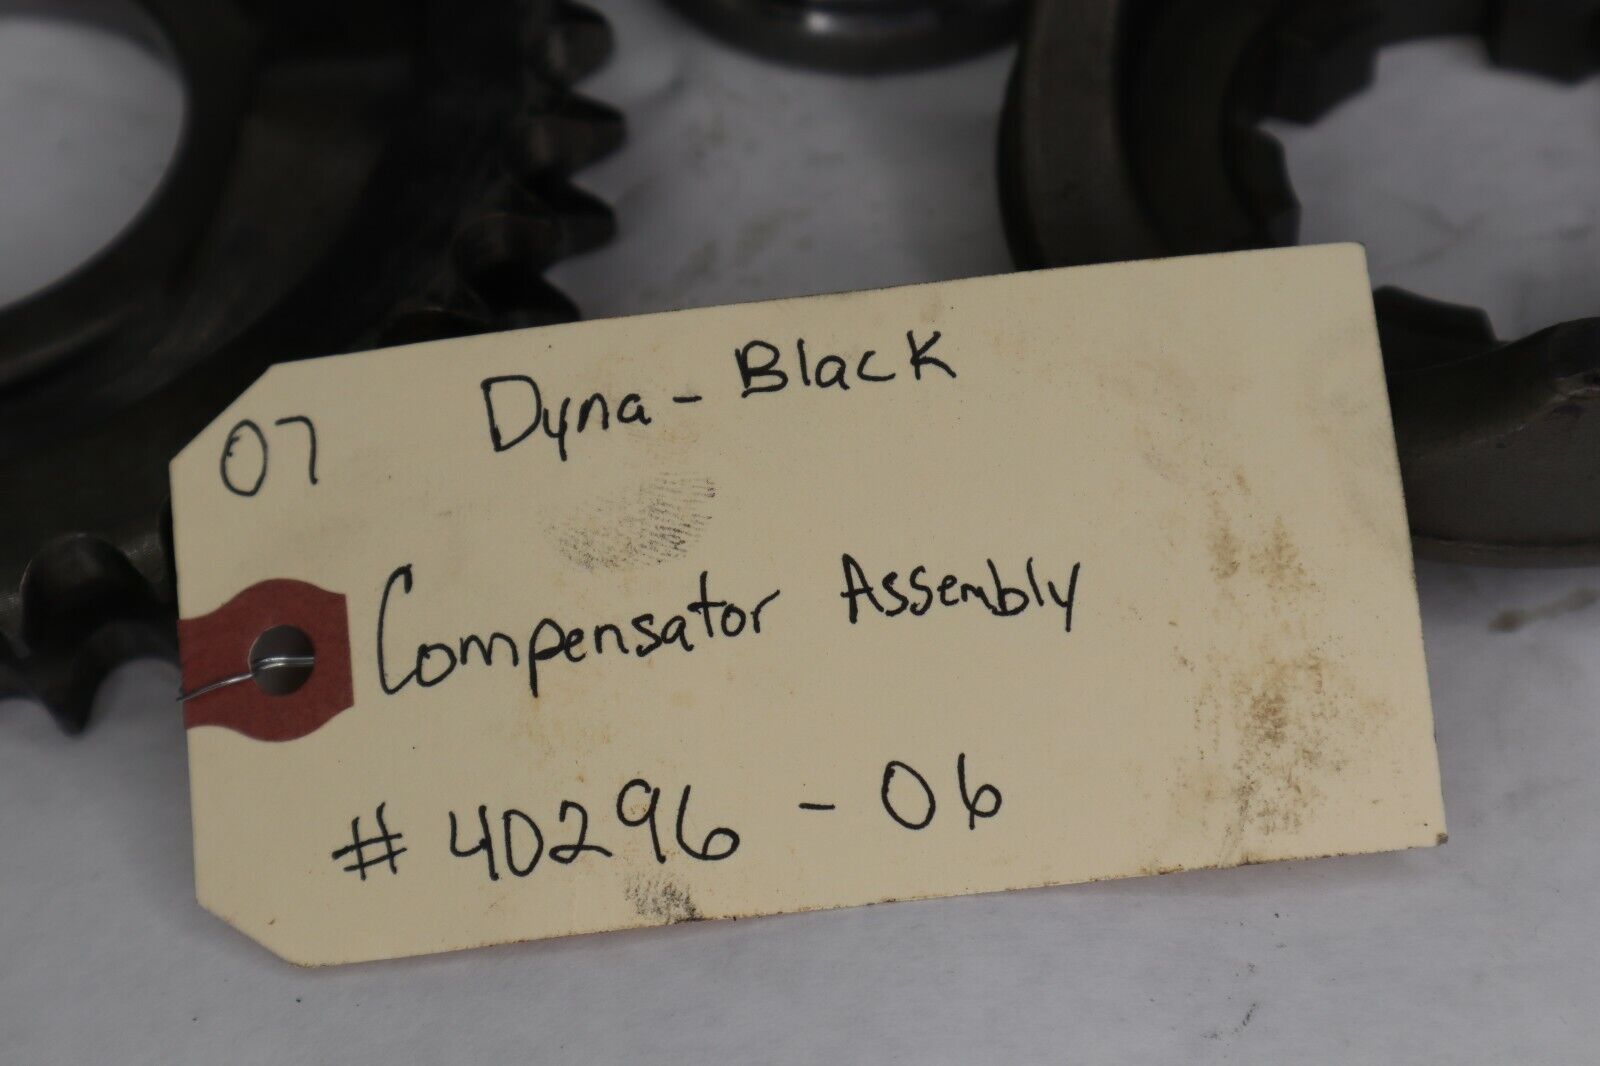 07 Dyna - Black
Compensator Assembly
# 40296 - 06